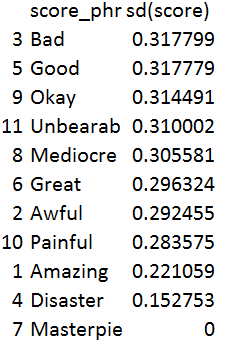 score_phr sd(score)
3 Bad 0.317799
5 Good 0.317779
9 Okay 0.314491
11 Unbearab 0.310002
8 Mediocre 0.305581
6 Great 0.296324
2 Awful 0.292455
10 Painful 0.283575
1 Amazing 0.221059
4 Disaster 0.152753
7 Masterpie 0